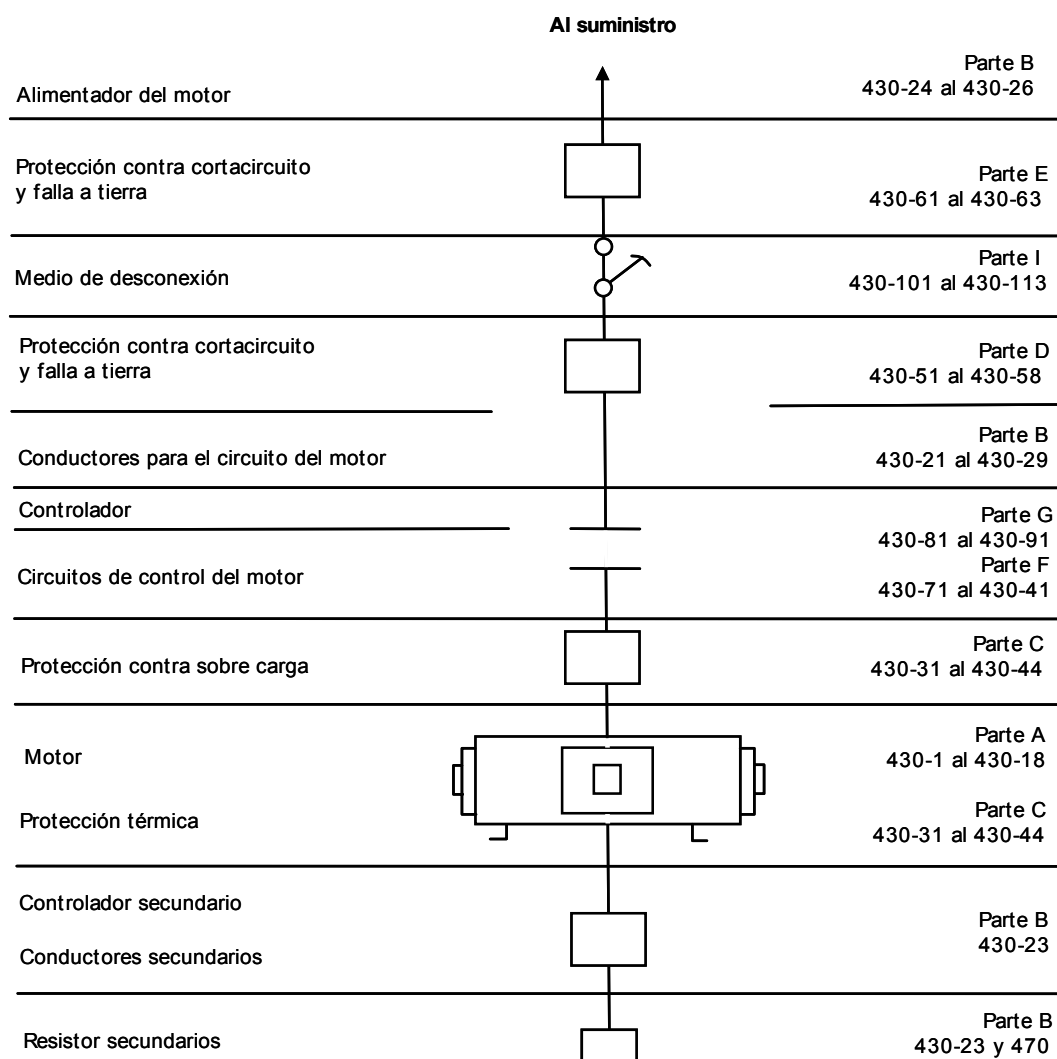 Al suministro
Alimentador del motor
Parte B
430-24 al 430-26
Protección contra cortacircuito
y falla a tierra
Parte E
430-61 al 430-63
Medio de desconexión
Parte I
430-101 al 430-113
Protección contra cortacircuito
y falla a tierra
Parte D
430-51 al 430-58
Conductores para el circuito del motor
Parte B
430-21 al 430-29
Controlador
Parte G
430-81 al 430-91
Circuitos de control del motor
Parte F
430-71 al 430-41
Protección contra sobre carga
Parte C
430-31 al 430-44
Motor
Parte A
430-1 al 430-18
Protección térmica
Parte C
430-31 al 430-44
Controlador secundario
Conductores secundarios
Parte B
430-23
Resistor secundarios
Parte B
430-23 y 470